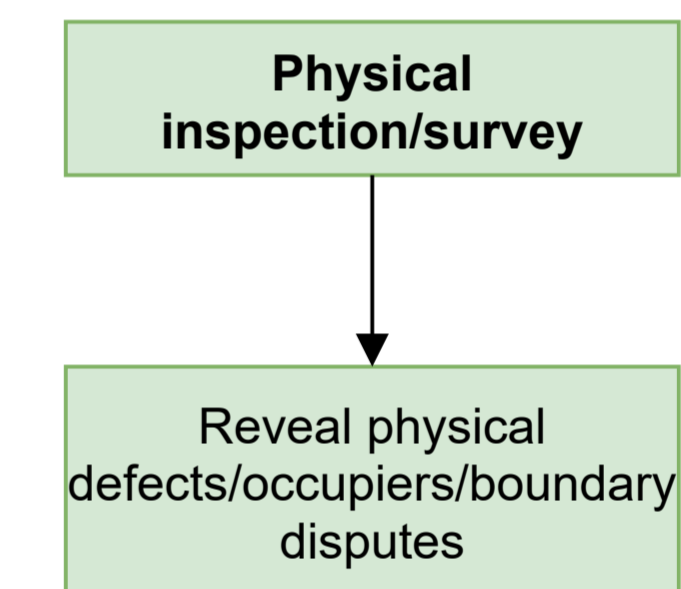 Physical
inspection/survey
Reveal physical
defects/occupiers/boundary
disputes